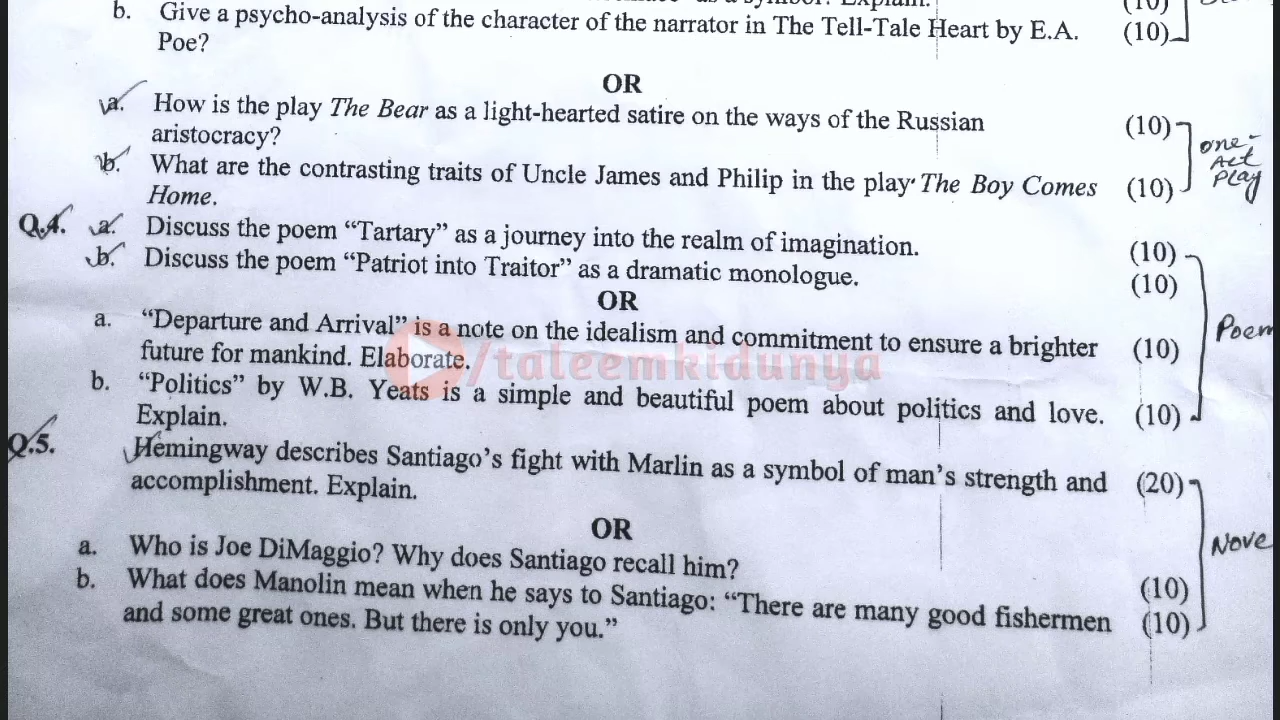 as a symbol. Explain.
(10)
b. Give a psycho-analysis of the character of the narrator in The Tell-Tale Heart by E.A. (10)
Poe?
OR
a. How is the play The Bear as a light-hearted satire on the ways of the Russian (10)
aristocracy?
one-
Act
Play
b. What are the contrasting traits of Uncle James and Philip in the play The Boy Comes (10)
Home.
Q.4. a. Discuss the poem “Tartary” as a journey into the realm of imagination. (10)
b. Discuss the poem “Patriot into Traitor” as a dramatic monologue. (10)
OR
a. “Departure and Arrival” is a note on the idealism and commitment to ensure a brighter (10)
future for mankind. Elaborate.
Poem
/taleemkidunya
b. “Politics” by W.B. Yeats is a simple and beautiful poem about politics and love. (10)
Explain.
Q.5. Hemingway describes Santiago’s fight with Marlin as a symbol of man’s strength and (20)
accomplishment. Explain.
OR
Nove
a. Who is Joe DiMaggio? Why does Santiago recall him? (10)
b. What does Manolin mean when he says to Santiago: “There are many good fishermen (10)
and some great ones. But there is only you.”